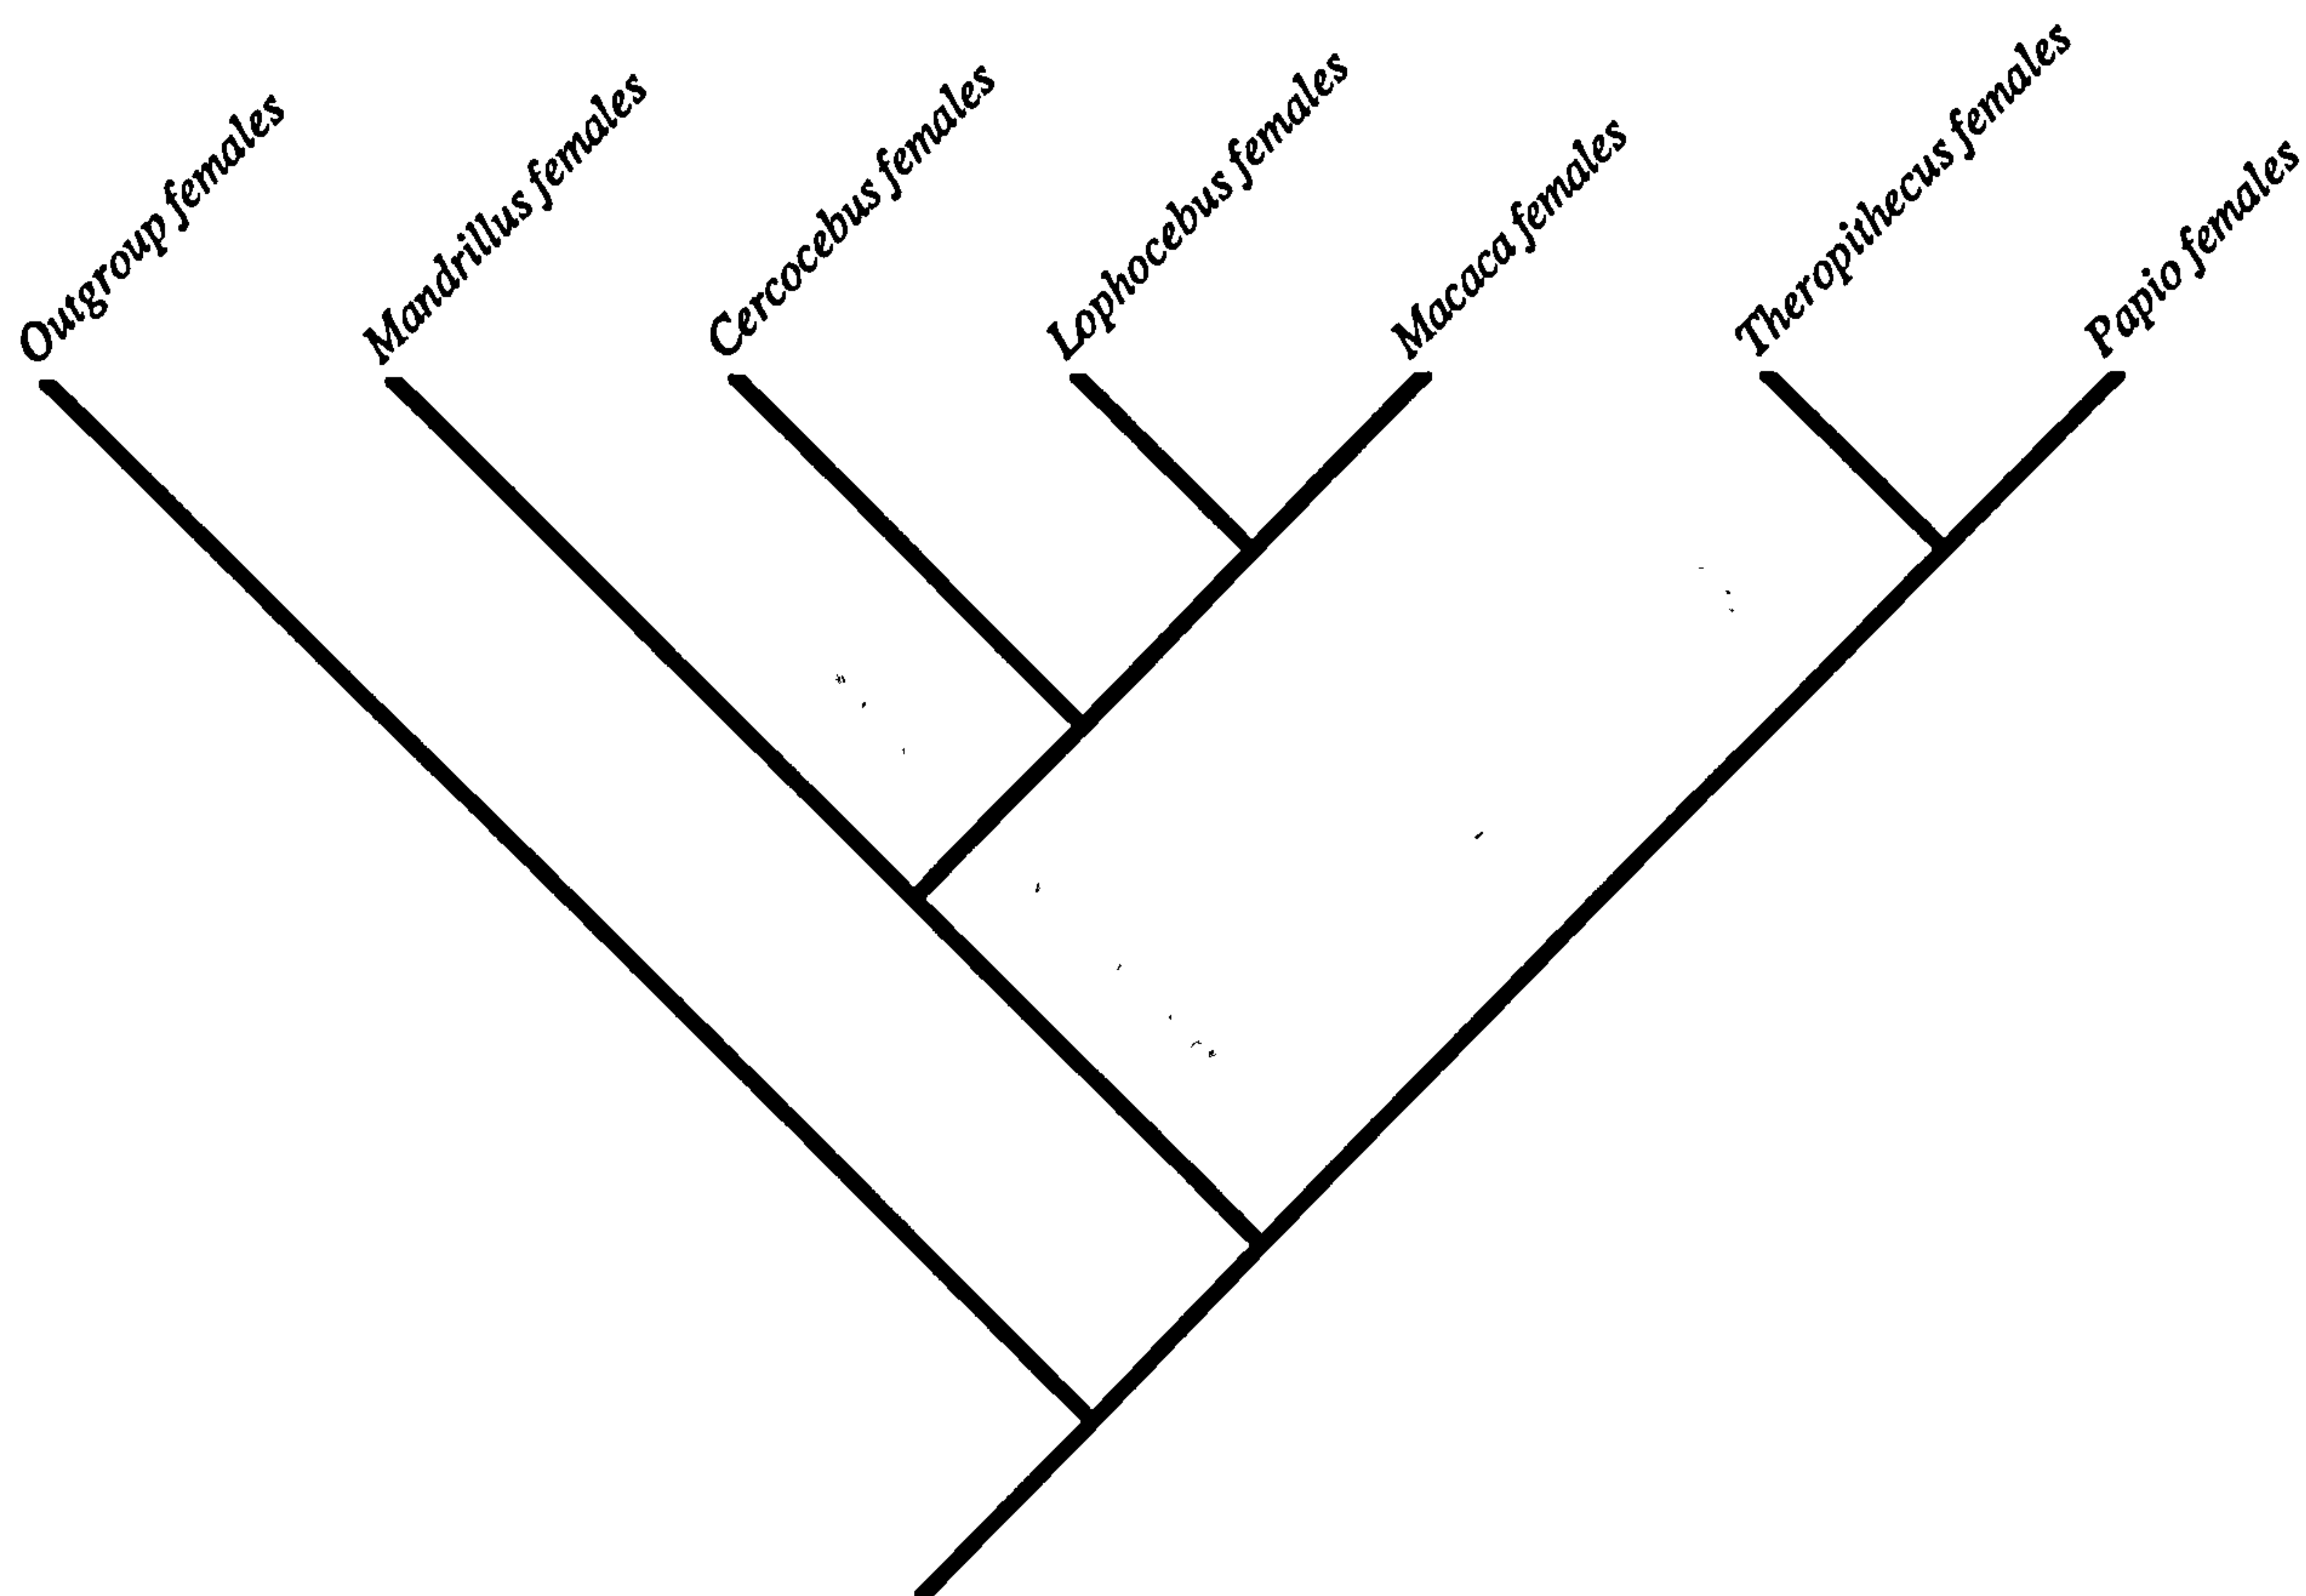 Outgroup females
Mandrillus females
Cercocebus females
Lophocebus females
Macaca females
Theropithecus females
Papio females